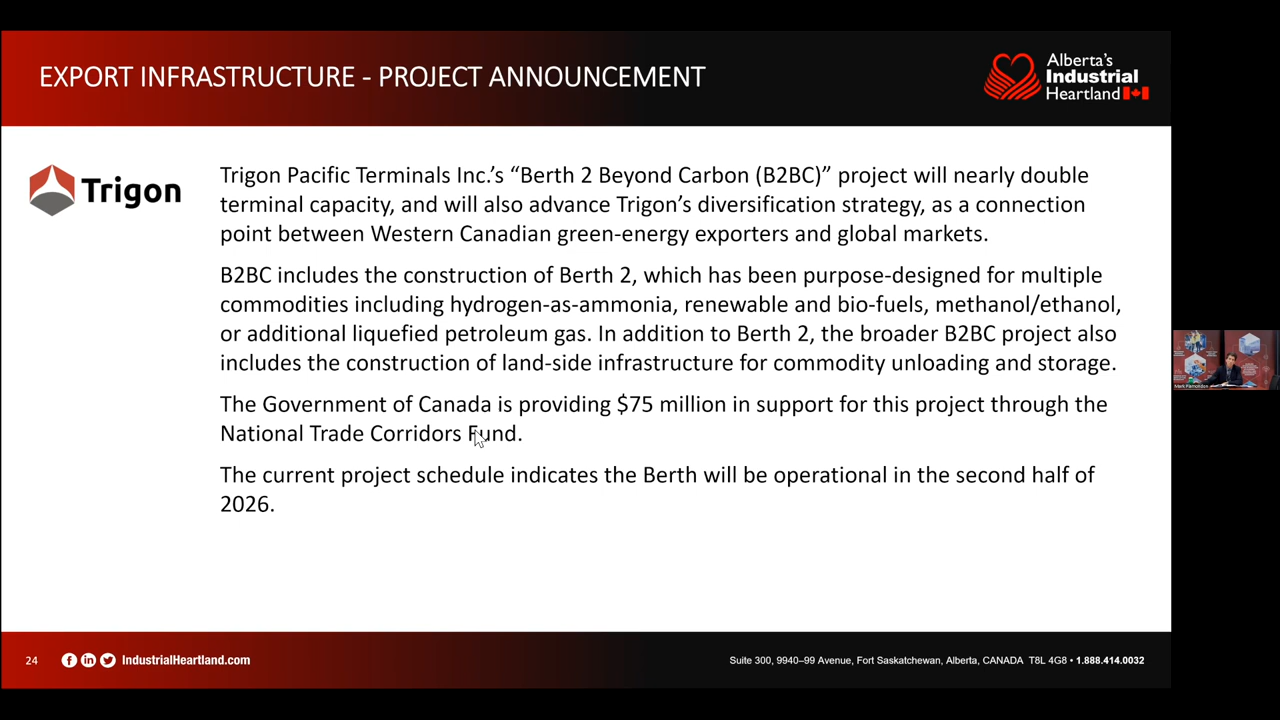 EXPORT INFRASTRUCTURE - PROJECT ANNOUNCEMENT
Alberta's
Industrial
Heartland
Trigon
Trigon Pacific Terminals Inc.'s “Berth 2 Beyond Carbon (B2BC)” project will nearly double
terminal capacity, and will also advance Trigon's diversification strategy, as a connection
point between Western Canadian green-energy exporters and global markets.
B2BC includes the construction of Berth 2, which has been purpose-designed for multiple
commodities including hydrogen-as-ammonia, renewable and bio-fuels, methanol/ethanol,
or additional liquefied petroleum gas. In addition to Berth 2, the broader B2BC project also
includes the construction of land-side infrastructure for commodity unloading and storage.
The Government of Canada is providing $75 million in support for this project through the
National Trade Corridors Fund.
The current project schedule indicates the Berth will be operational in the second half of
2026.
24
IndustrialHeartland.com
Suite 300, 9940–99 Avenue, Fort Saskatchewan, Alberta, CANADA T8L 4G8 • 1.888.414.0032